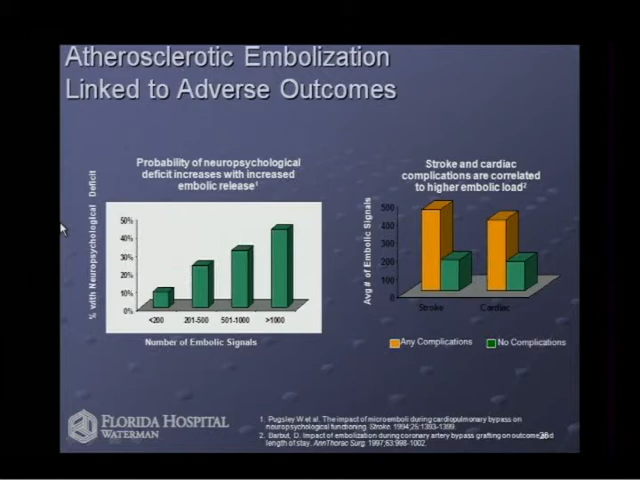 Atherosclerotic Embolization
Linked to Adverse Outcomes
Probability of neuropsychological
deficit increases with increased
embolic release1
% with Neuropsychological Deficit
50%
40%
30%
20%
10%
0%
<200
201-500
501-1000
>1000
Number of Embolic Signals
Stroke and cardiac
complications are correlated
to higher embolic load2
Avg # of Embolic Signals
500
400
300
200
100
0
Stroke
Cardiac
Any Complications
No Complications
FLORIDA HOSPITAL
WATERMAN
1. Pugsley W et al. The impact of microemboli during cardiopulmonary bypass on
neuropsychological functioning. Stroke. 1994;25:1393-1399.
2. Barbut, D. Impact of embolization during coronary artery bypass grafting on outcome and
length of stay. AnnThorac Surg. 1997;63:998-1002.